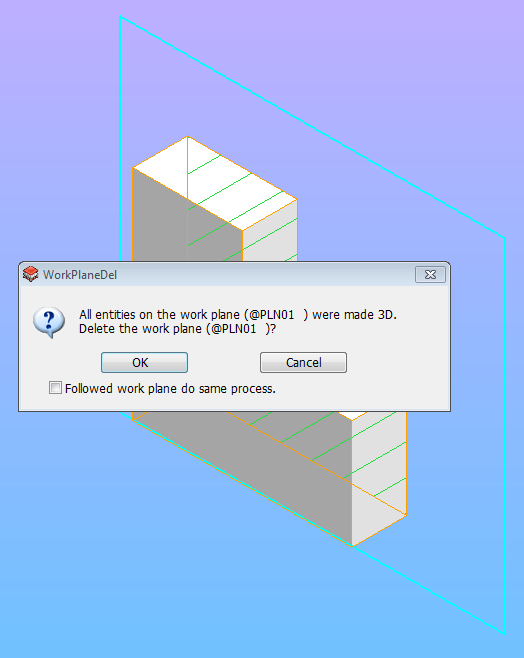 WorkPlaneDel
All entities on the work plane (@PLN01  ) were made 3D.
Delete the work plane (@PLN01  )?
OK
Cancel
Followed work plane do same process.